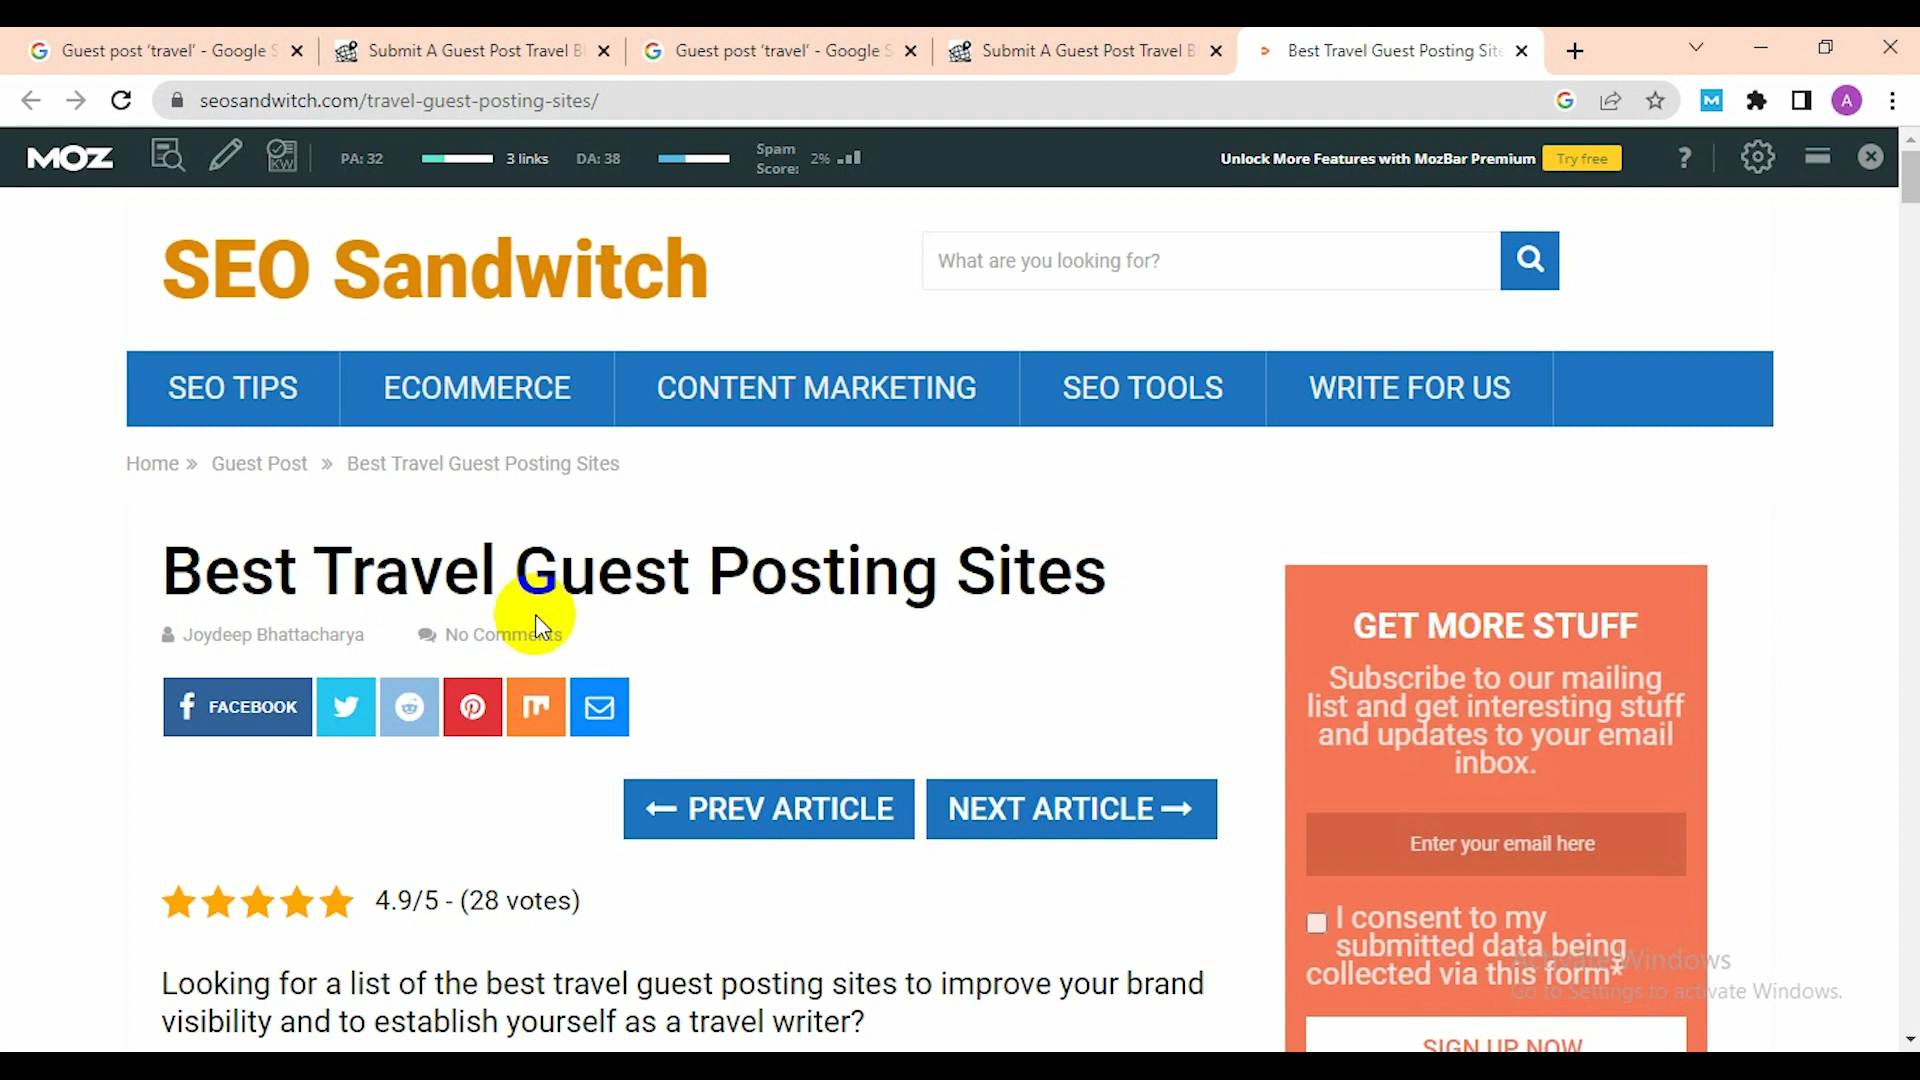 Guest post 'travel' - Google S
Submit A Guest Post Travel Bl
Guest post 'travel' - Google S
Submit A Guest Post Travel B
Best Travel Guest Posting Site
seosandwitch.com/travel-guest-posting-sites/
M
A
MOZ
KW
PA: 32
3 links
DA: 38
Spam
Score:
2%
Unlock More Features with MozBar Premium
Try free
?
SEO Sandwitch
What are you looking for?
SEO TIPS
ECOMMERCE
CONTENT MARKETING
SEO TOOLS
WRITE FOR US
Home » Guest Post » Best Travel Guest Posting Sites
Best Travel Guest Posting Sites
Joydeep Bhattacharya
No Comments
FACEBOOK
← PREV ARTICLE
NEXT ARTICLE →
4.9/5 - (28 votes)
Looking for a list of the best travel guest posting sites to improve your brand
visibility and to establish yourself as a travel writer?
GET MORE STUFF
Subscribe to our mailing
list and get interesting stuff
and updates to your email
inbox.
Enter your email here
I consent to my
submitted data being
collected via this form*
SIGN UP NOW
Activate Windows
Go to Settings to activate Windows.